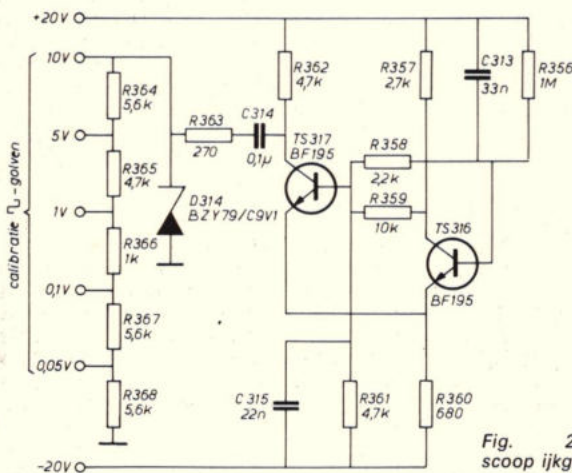 +20V
10V
5V
1V
0,1V
0,05V
-20V
calibratie ⎍-golven
R364
5,6k
R365
4,7k
R366
1k
R367
5,6k
R368
5,6k
R363
270
C314
0,1µ
D314
BZY79/C9V1
R362
4,7k
TS317
BF195
R357
2,7k
C313
33n
R356
1M
R358
2,2k
R359
10k
TS316
BF195
C315
22n
R361
4,7k
R360
680
Fig. 2
scoop ijkg